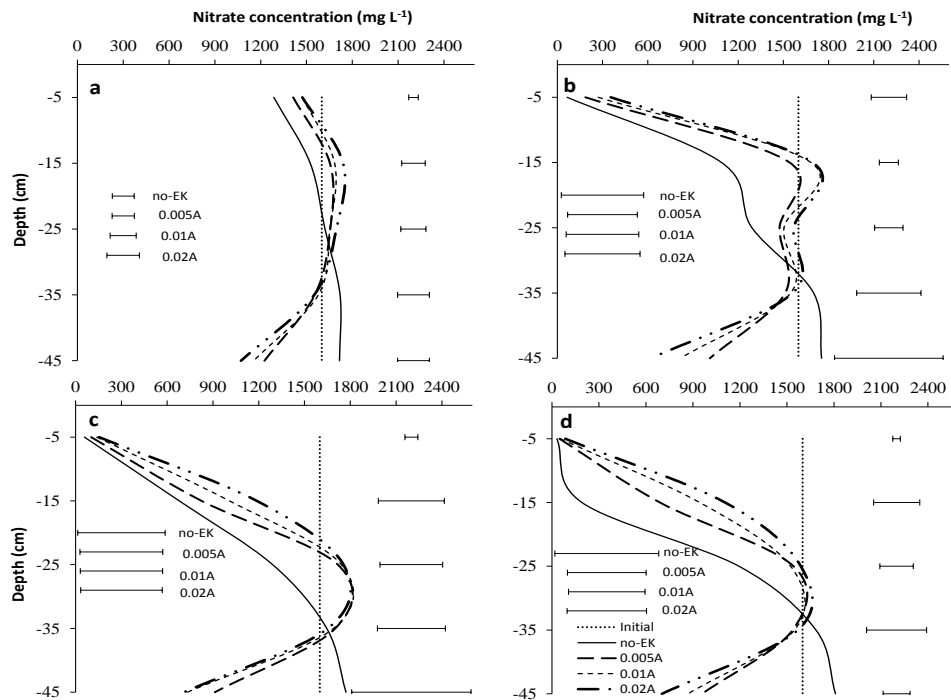 Nitrate concentration (mg L-1)
0 300 600 900 1200 1500 1800 2100 2400
-5
-15
-25
-35
-45
Depth (cm)
a
no-EK
0.005A
0.01A
0.02A
Nitrate concentration (mg L-1)
0 300 600 900 1200 1500 1800 2100 2400
-5
-15
-25
-35
-45
b
no-EK
0.005A
0.01A
0.02A
0 300 600 900 1200 1500 1800 2100 2400
-5
-15
-25
-35
-45
Depth (cm)
c
no-EK
0.005A
0.01A
0.02A
0 300 600 900 1200 1500 1800 2100 2400
-5
-15
-25
-35
-45
d
no-EK
0.005A
0.01A
0.02A
Initial
no-EK
0.005A
0.01A
0.02A